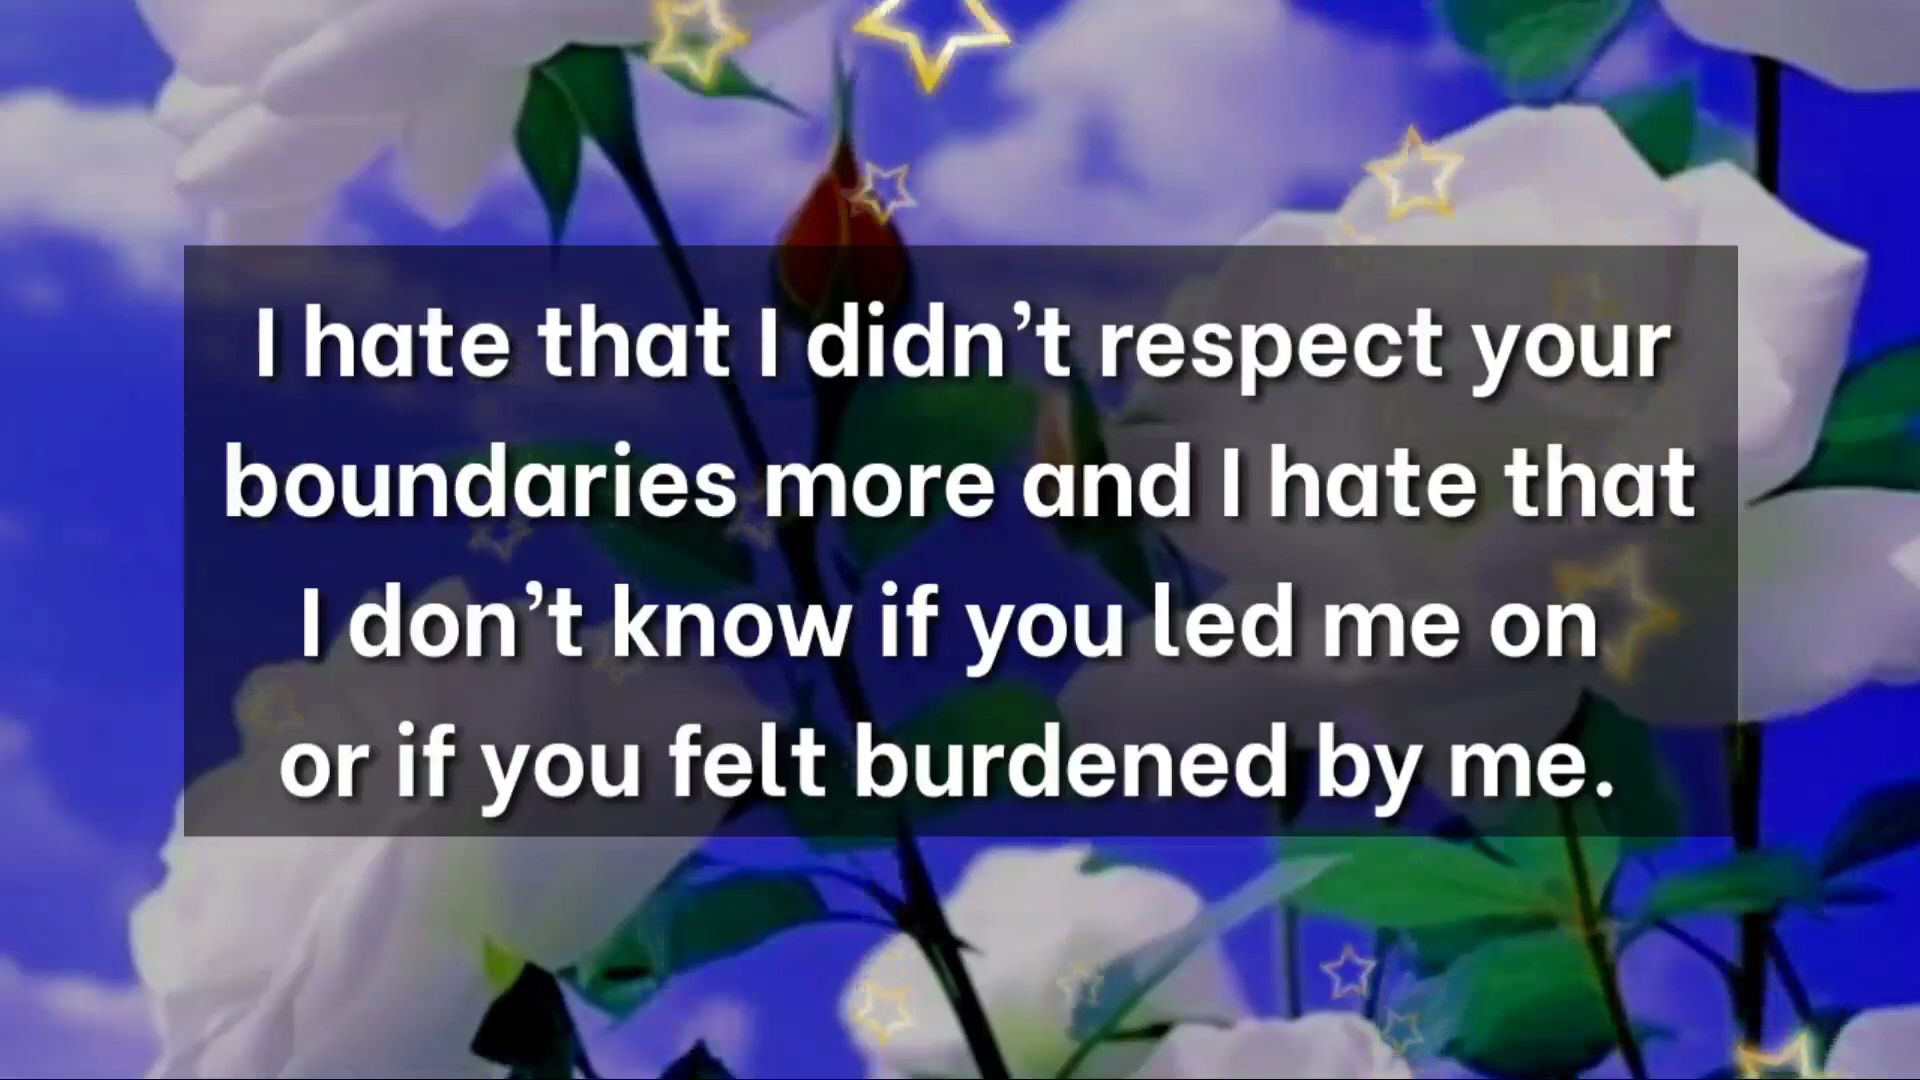 I hate that I didn’t respect your
boundaries more and I hate that
I don’t know if you led me on
or if you felt burdened by me.